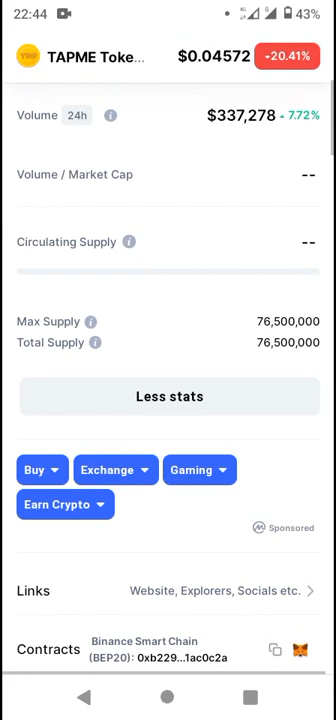 22:44 43%
TAPME Toke... $0.04572 -20.41%
Volume 24h $337,278 7.72%
Volume / Market Cap --
Circulating Supply --
Max Supply 76,500,000
Total Supply 76,500,000
Less stats
Buy Exchange Gaming
Earn Crypto
Sponsored
Links Website, Explorers, Socials etc.
Contracts Binance Smart Chain
(BEP20): 0xb229...1ac0c2a